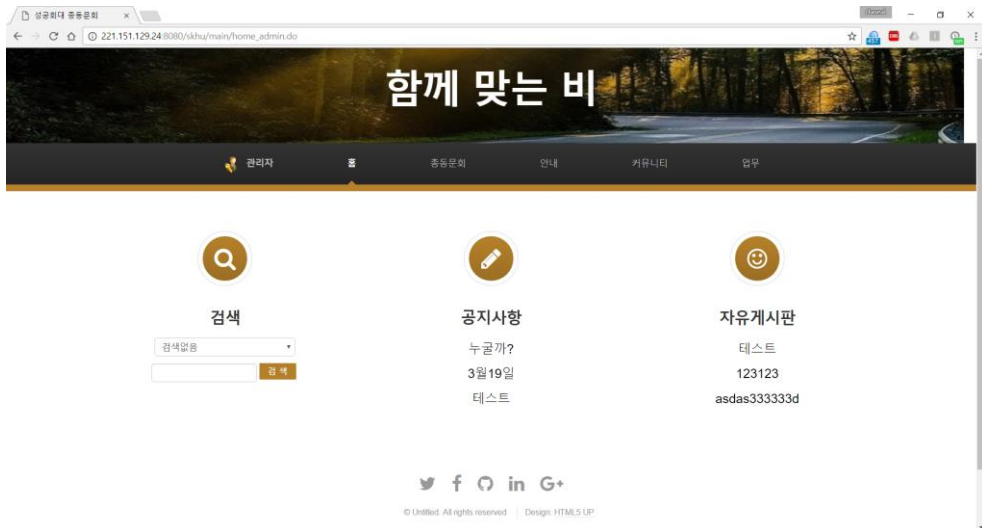 성공회대 총동문회
221.151.129.24:8080/skhu/main/home_admin.do
함께 맞는 비
관리자 홈 총동문회 안내 커뮤니티 업무
검색 공지사항 자유게시판
검색없음 누굴까? 테스트
검 색 3월19일 123123
테스트 asdas333333d
© Untitled. All rights reserved Design: HTML5 UP